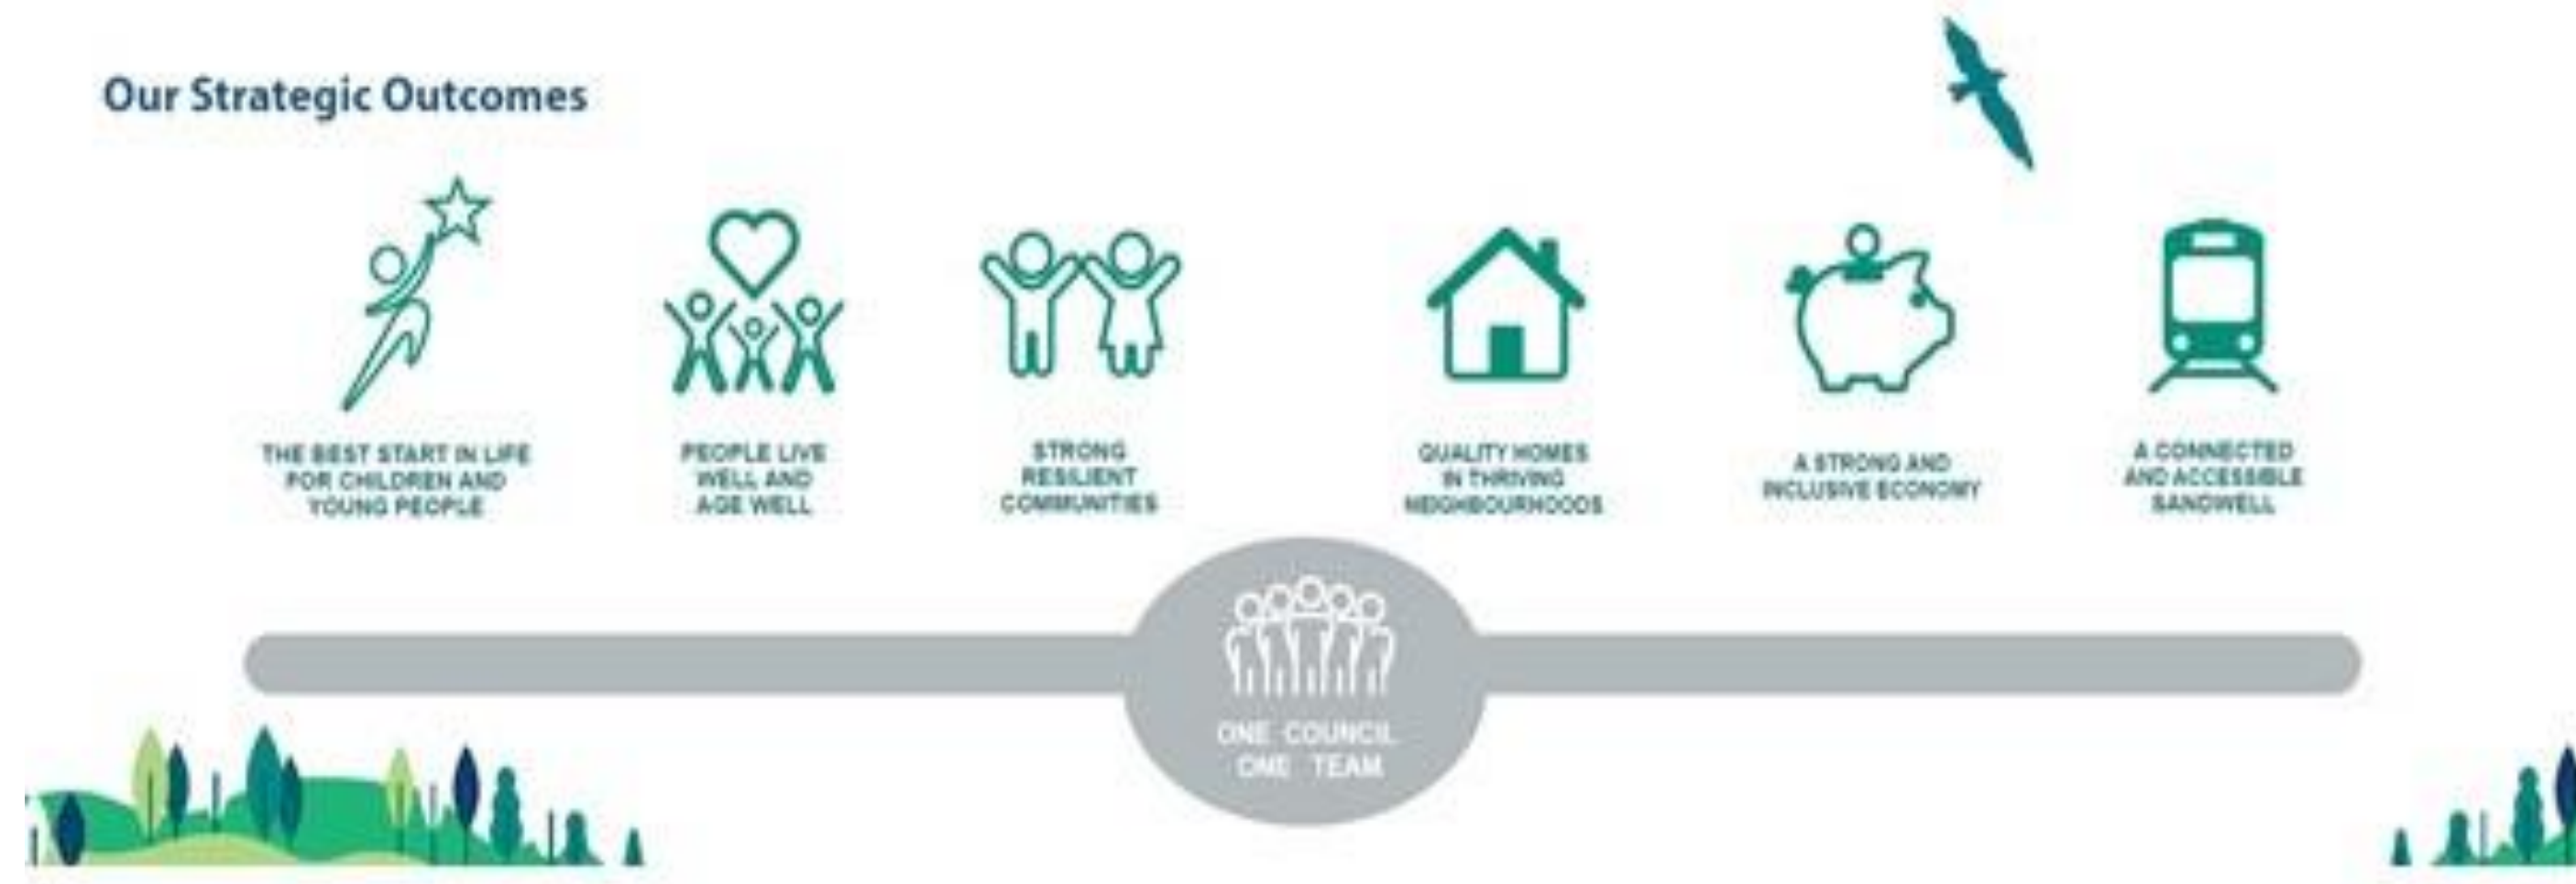 Our Strategic Outcomes
THE BEST START IN LIFE
FOR CHILDREN AND
YOUNG PEOPLE
PEOPLE LIVE
WELL AND
AGE WELL
STRONG
RESILIENT
COMMUNITIES
QUALITY HOMES
IN THRIVING
NEIGHBOURHOODS
A STRONG AND
INCLUSIVE ECONOMY
A CONNECTED
AND ACCESSIBLE
SANDWELL
ONE COUNCIL
ONE TEAM